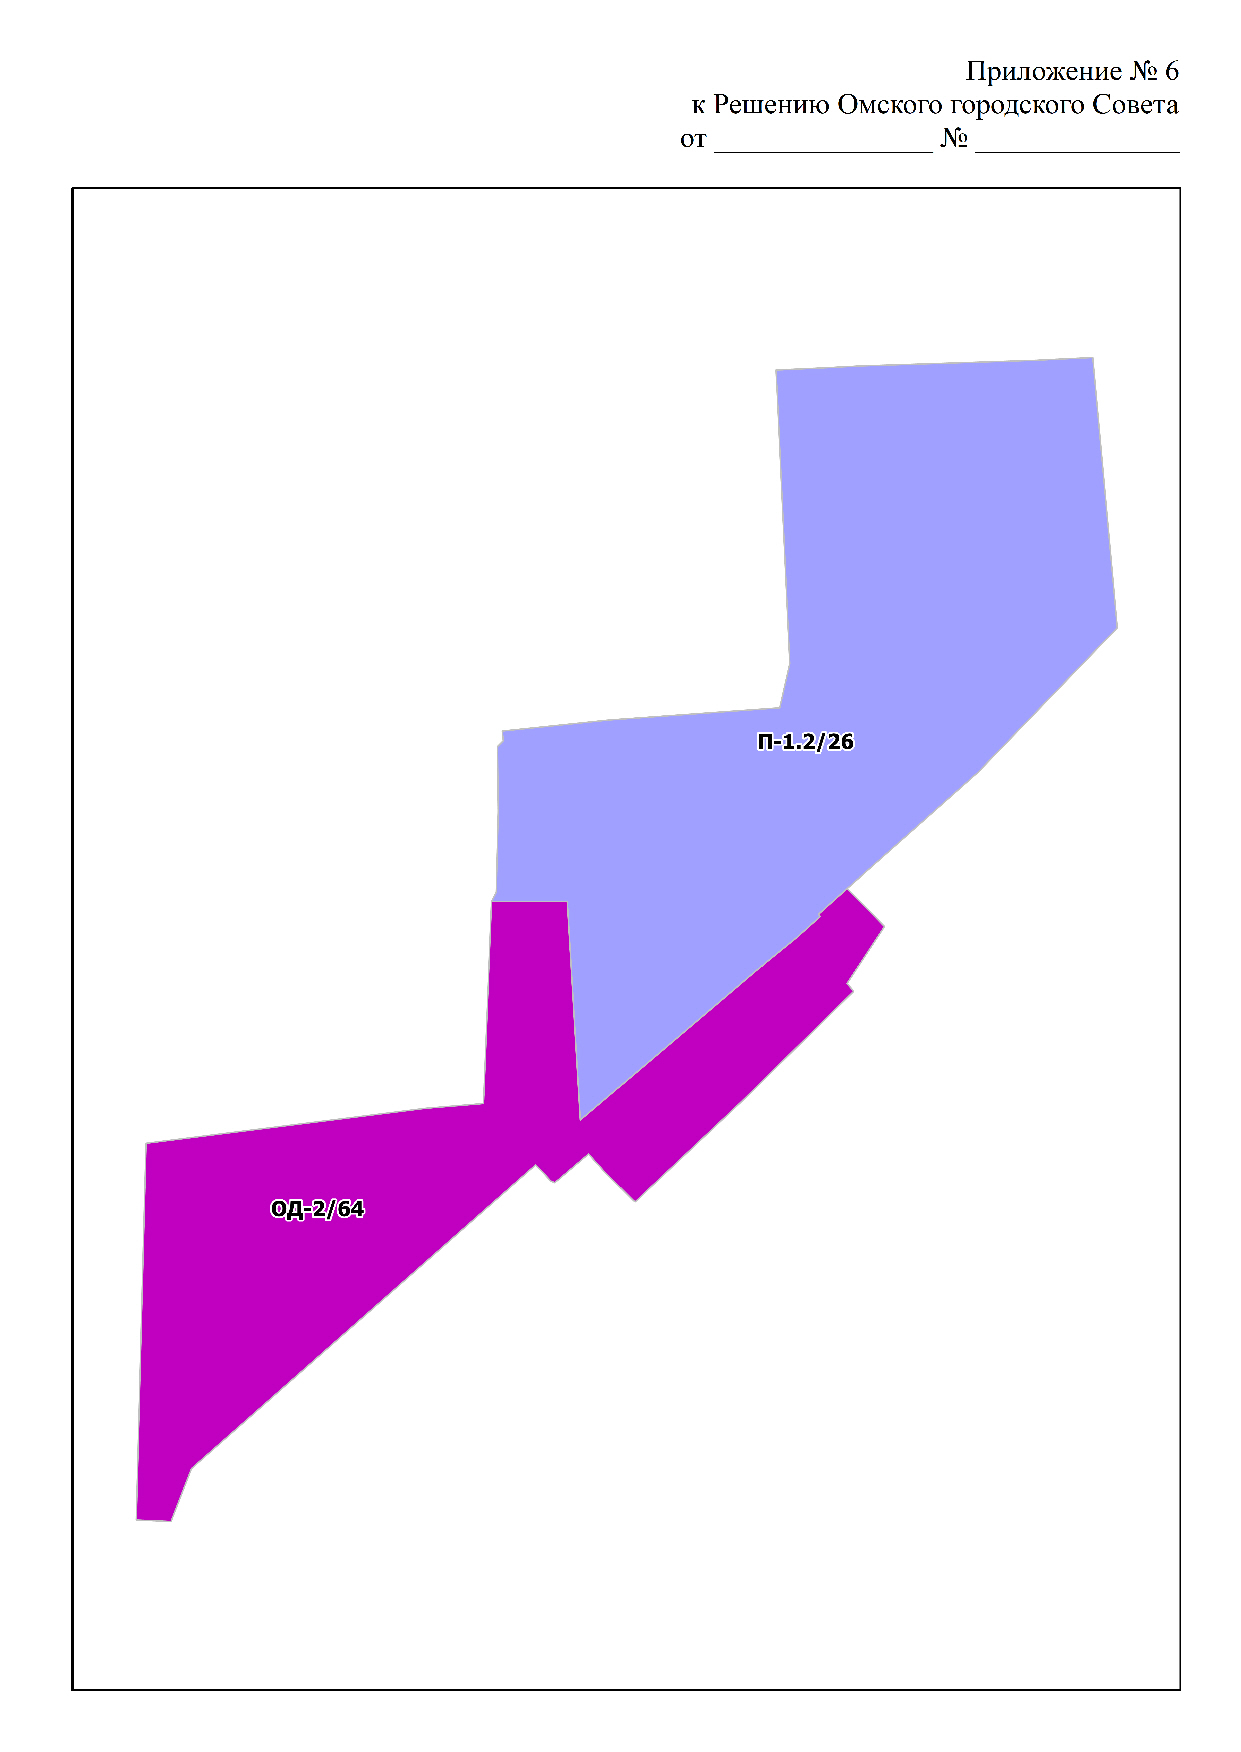 Приложение № 6
к Решению Омского городского Совета
от ________________ № _______________
П-1.2/26
ОД-2/64